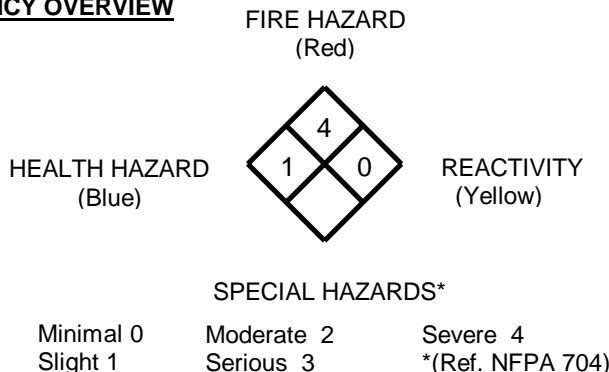 NCY OVERVIEW
FIRE HAZARD
(Red)
4
HEALTH HAZARD
(Blue)
1
0
REACTIVITY
(Yellow)
SPECIAL HAZARDS*
Minimal 0 Moderate 2 Severe 4
Slight 1 Serious 3 *(Ref. NFPA 704)